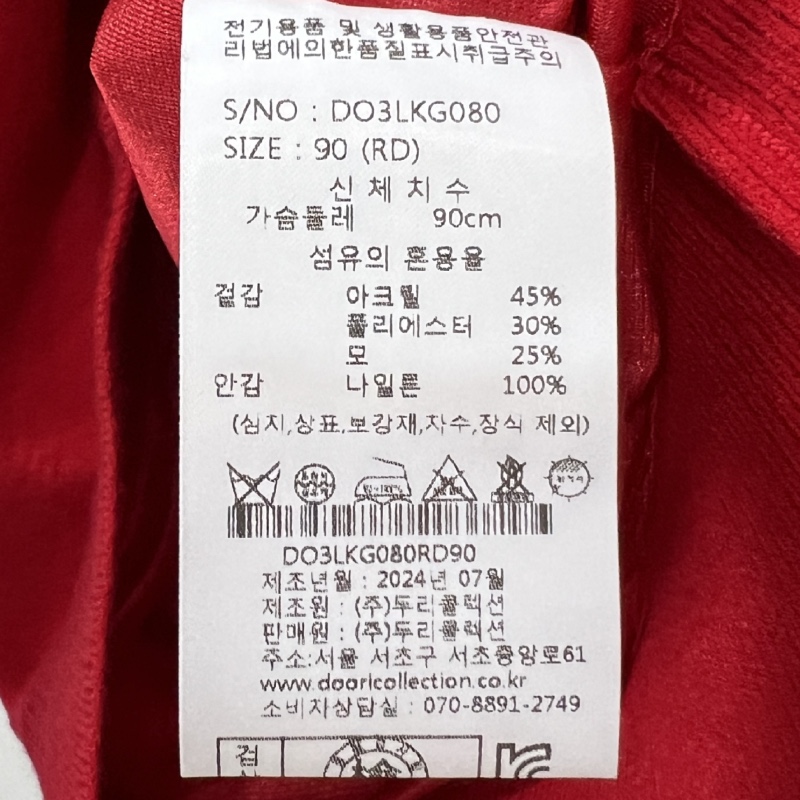 전기용품 및 생활용품안전관
리법에의한품질표시취급주의
S/NO : DO3LKG080
SIZE : 90 (RD)
신 체 치 수
가슴둘레 90cm
섬유의 혼용율
겉감 아크릴 45%
폴리에스터 30%
모 25%
안감 나일론 100%
(심지,상표,보강재,자수,장식 제외)
DO3LKG080RD90
제조년월 : 2024년 07월
제조원 : (주)두리콜렉션
판매원 : (주)두리콜렉션
주소:서울 서초구 서초중앙로61
www.dooricollection.co.kr
소비자상담실 : 070-8891-2749